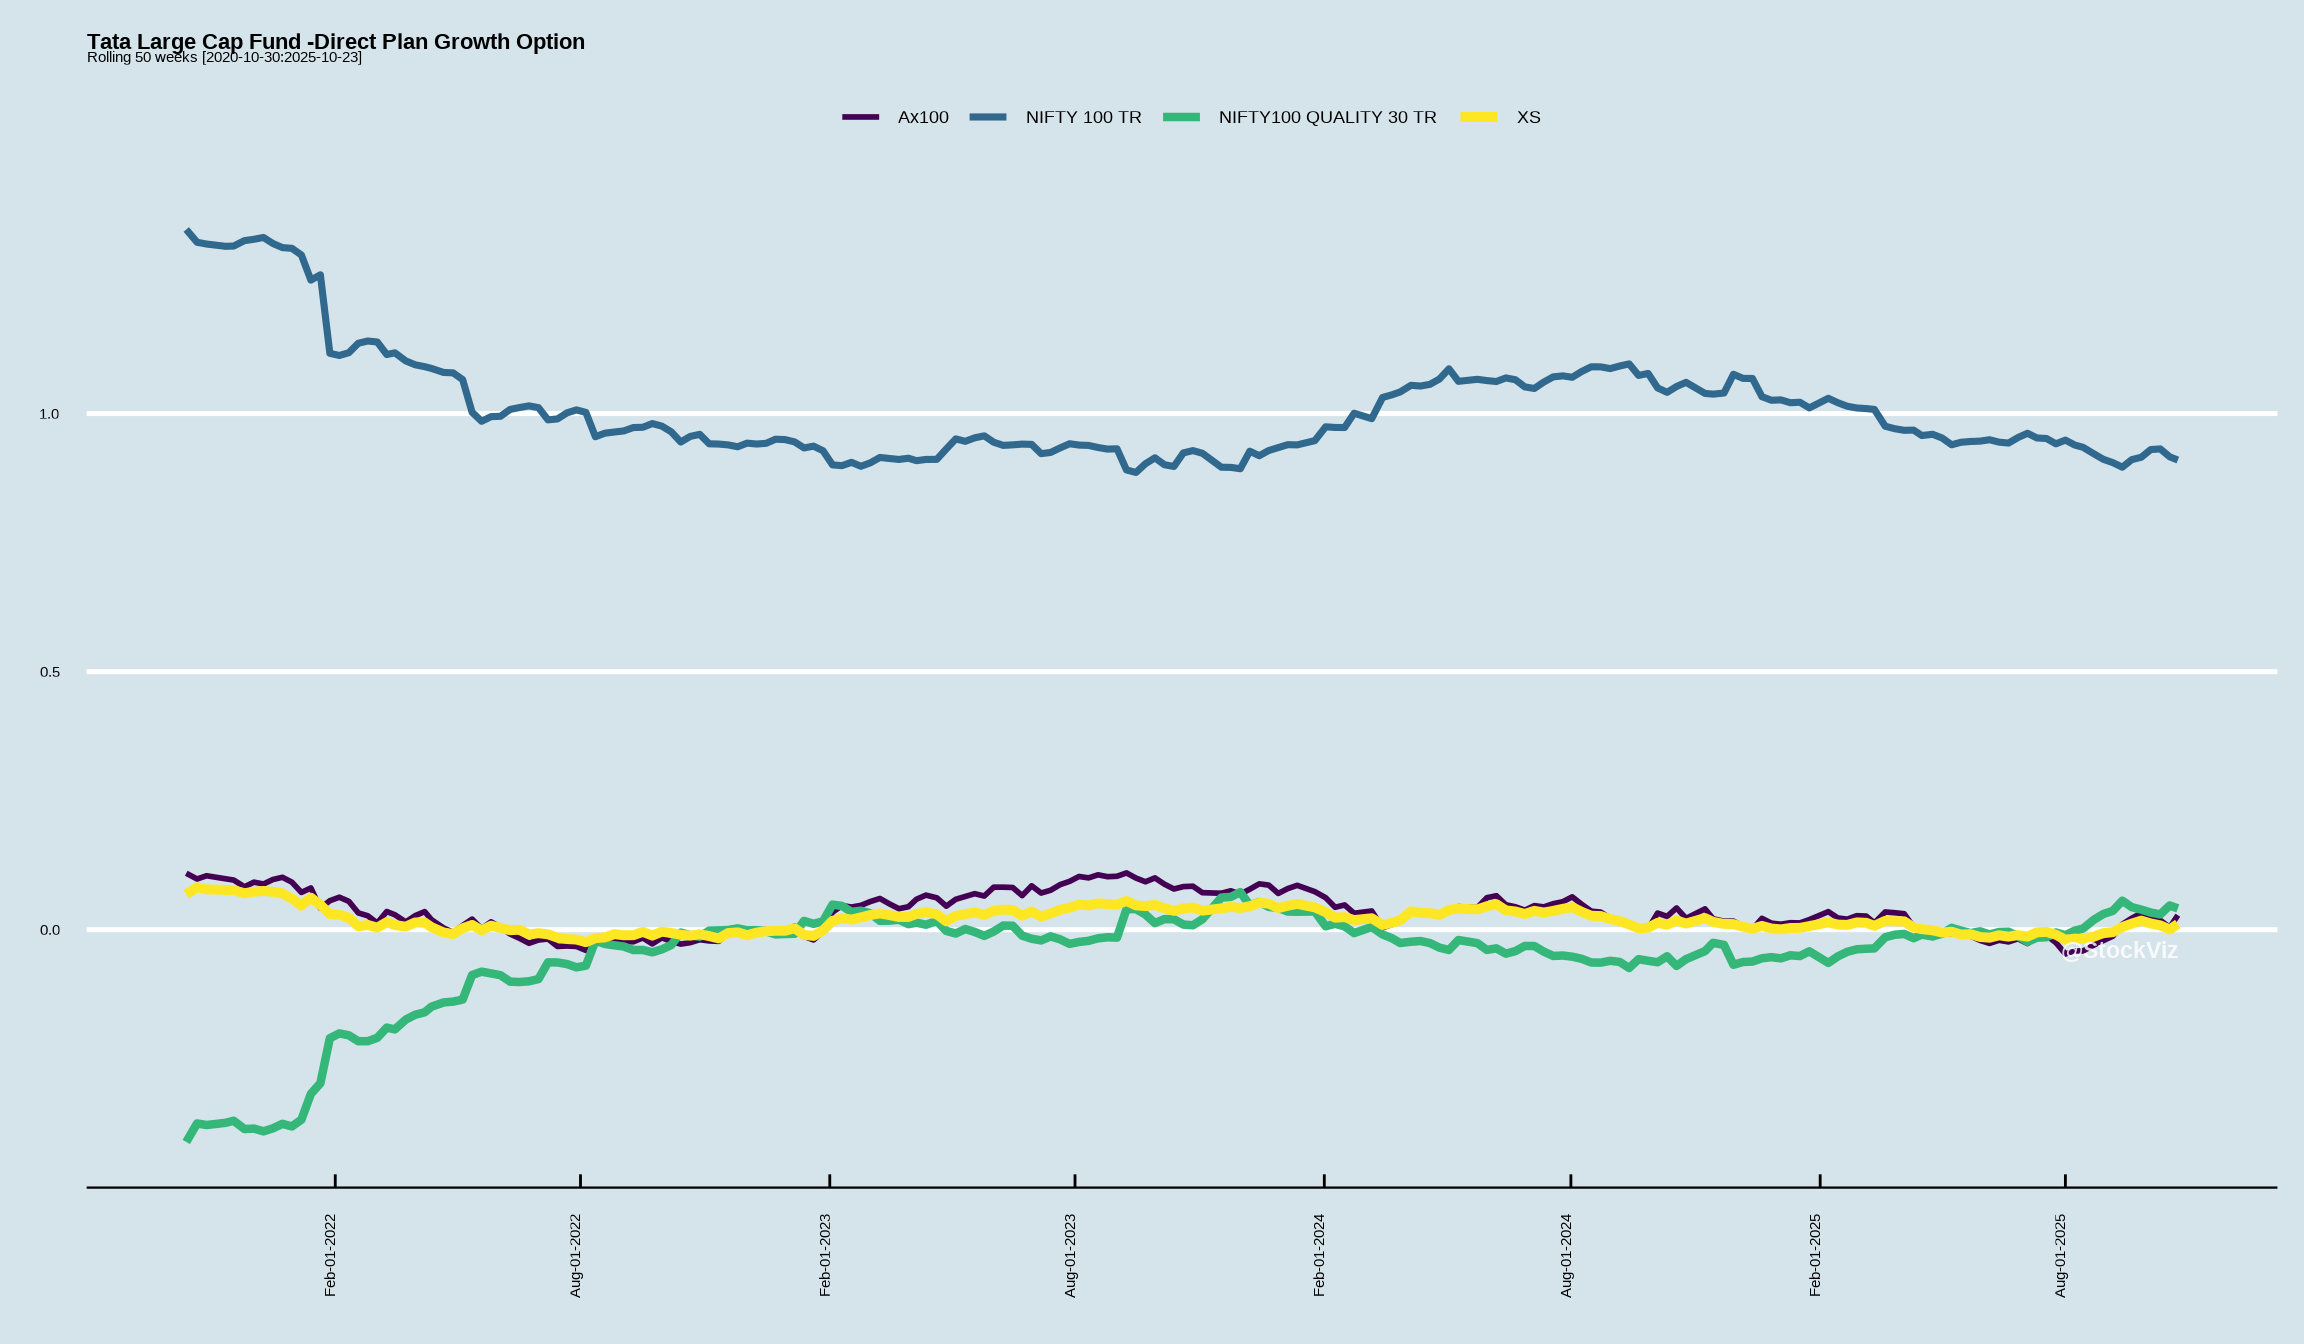 Tata Large Cap Fund -Direct Plan Growth Option
Rolling 50 weeks [2020-10-30:2025-10-23]
Ax100 NIFTY 100 TR NIFTY100 QUALITY 30 TR XS
1.0
0.5
0.0
@StockViz
Feb-01-2022 Aug-01-2022 Feb-01-2023 Aug-01-2023 Feb-01-2024 Aug-01-2024 Feb-01-2025 Aug-01-2025